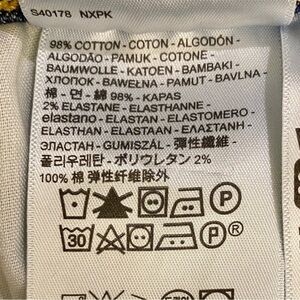 S40178 NXPK
98% COTTON - COTON - ALGODÓN -
ALGODÃO - PAMUK - COTONE -
BAUMWOLLE - KATOEN - BAMBAKI -
ХЛОПОК - BAWEŁNA - PAMUT - BAVLNA -
棉 - 면 - 綿 98% - KAPAS
2% ELASTANE - ELASTHANNE -
elastano - ELASTAN - ELASTOMERO -
ELASTHAN - ELASTAAN - ΕΛΑΣΤΑΝΗ -
ЭЛАСТАН - GUMISZÁL - 彈性纖維 -
폴리우레탄 - ポリウレタン 2%
100% 棉 弹性纤维除外
P
30 A P®